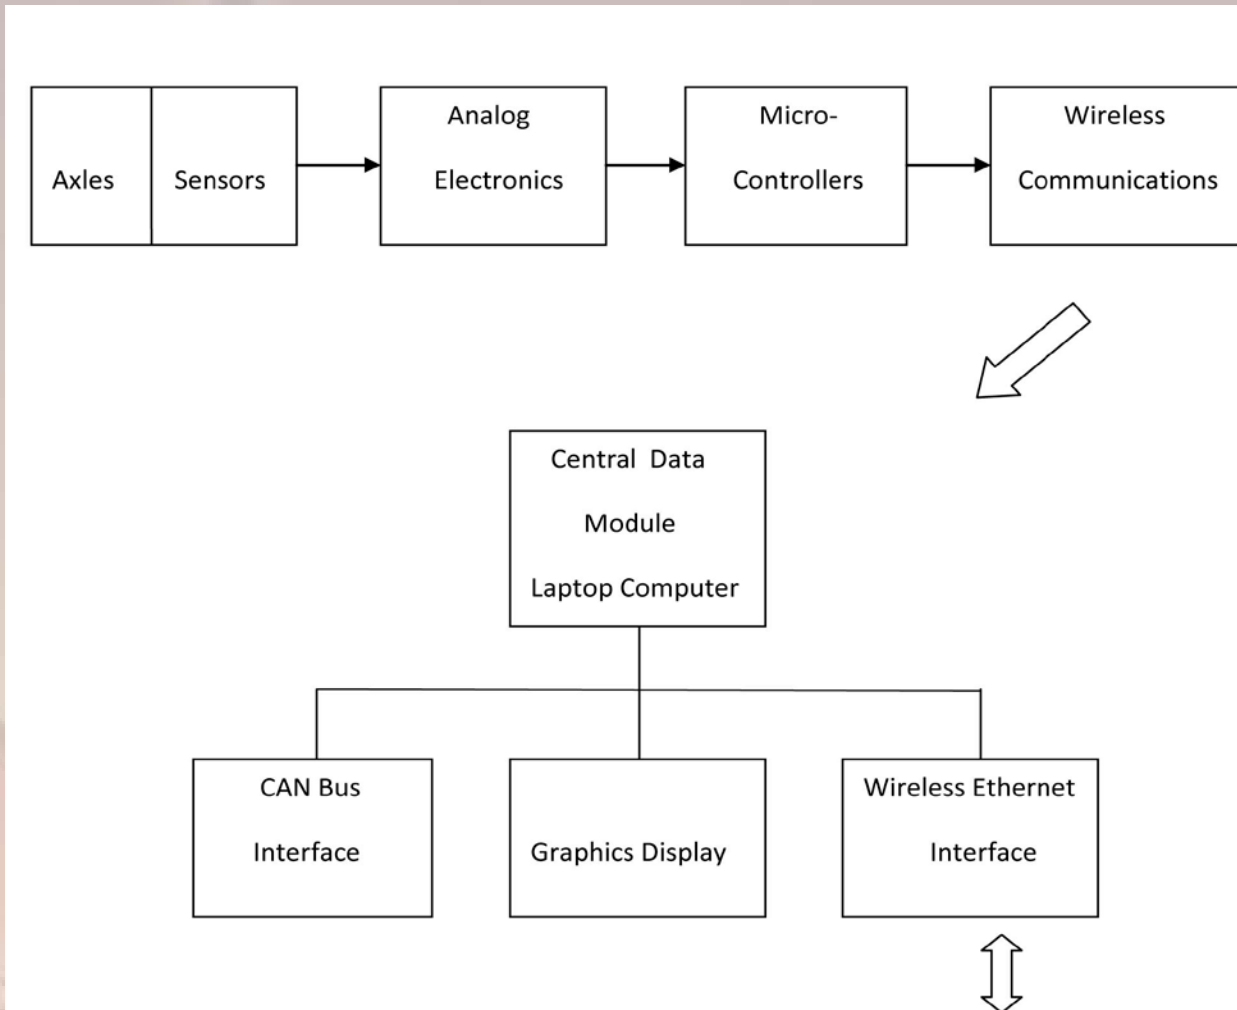 Axles
Sensors
Analog
Electronics
Micro-
Controllers
Wireless
Communications
Central  Data
Module
Laptop Computer
CAN Bus
Interface
Graphics Display
Wireless Ethernet
Interface